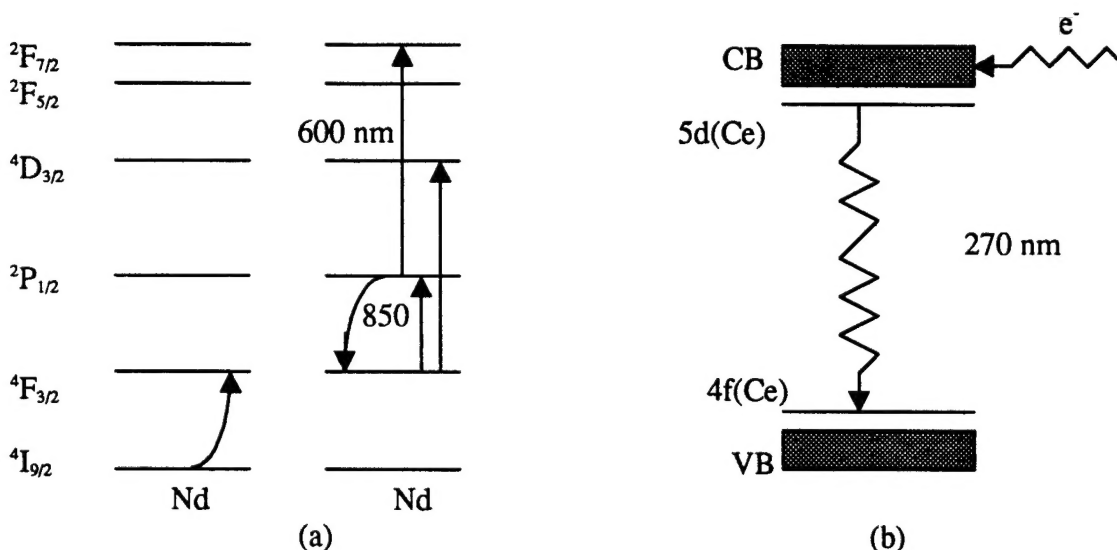 ²F₇/₂
²F₅/₂
600 nm
⁴D₃/₂
²P₁/₂
850
⁴F₃/₂
⁴I₉/₂
Nd
Nd
(a)
e⁻
CB
5d(Ce)
270 nm
4f(Ce)
VB
(b)